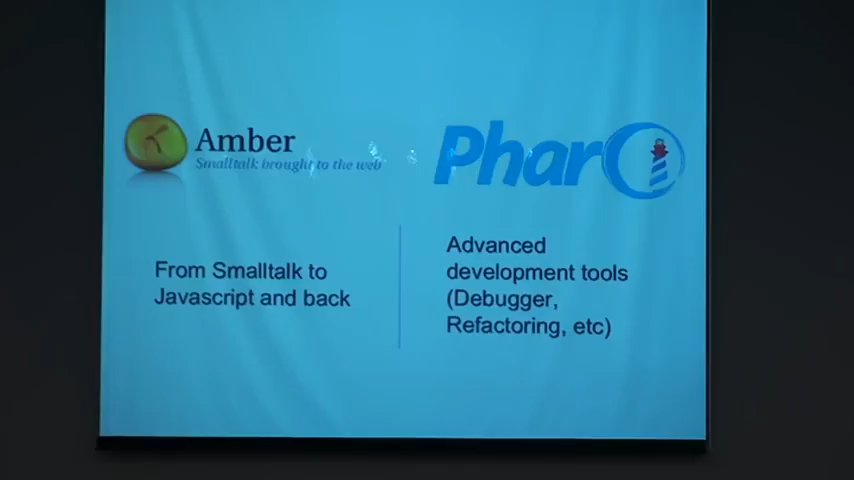 Amber
Smalltalk brought to the web
Pharo
From Smalltalk to
Javascript and back
Advanced
development tools
(Debugger,
Refactoring, etc)